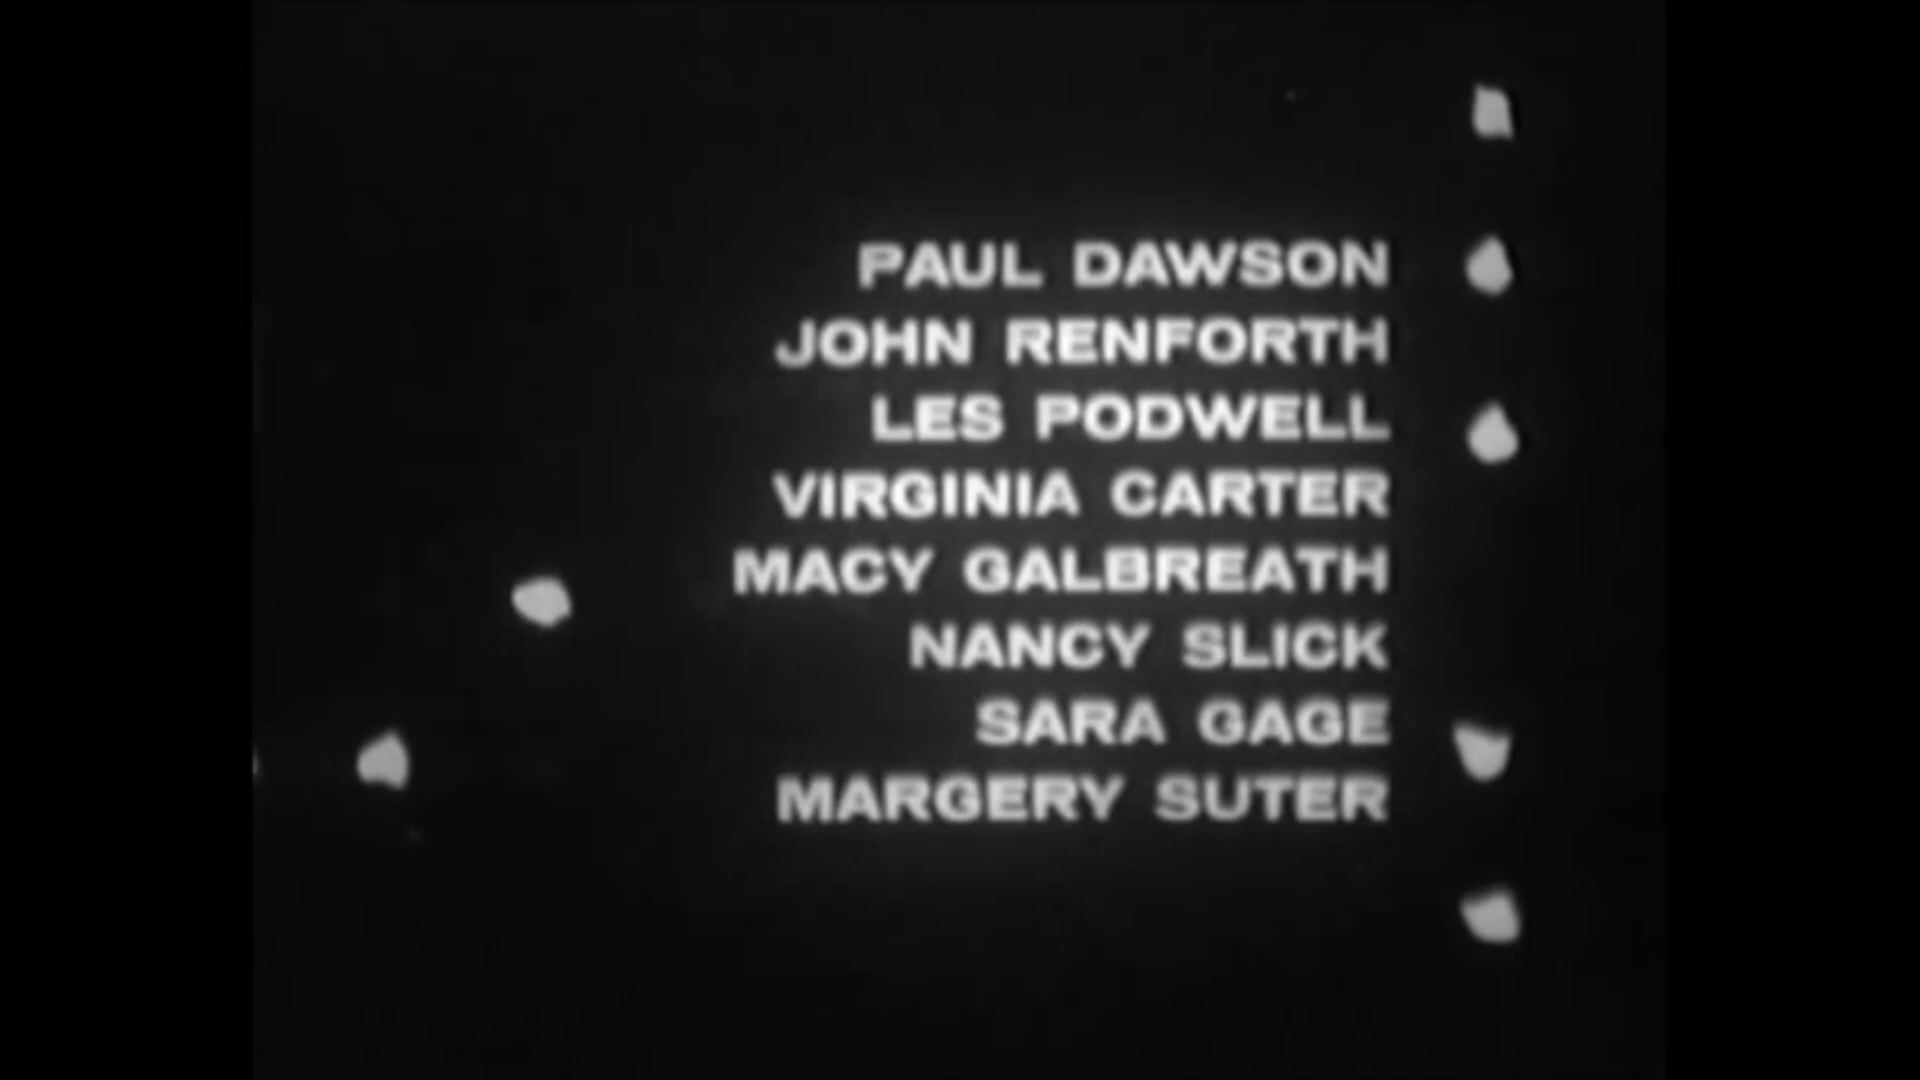 PAUL DAWSON
JOHN RENFORTH
LES PODWELL
VIRGINIA CARTER
MACY GALBREATH
NANCY SLICK
SARA GAGE
MARGERY SUTER